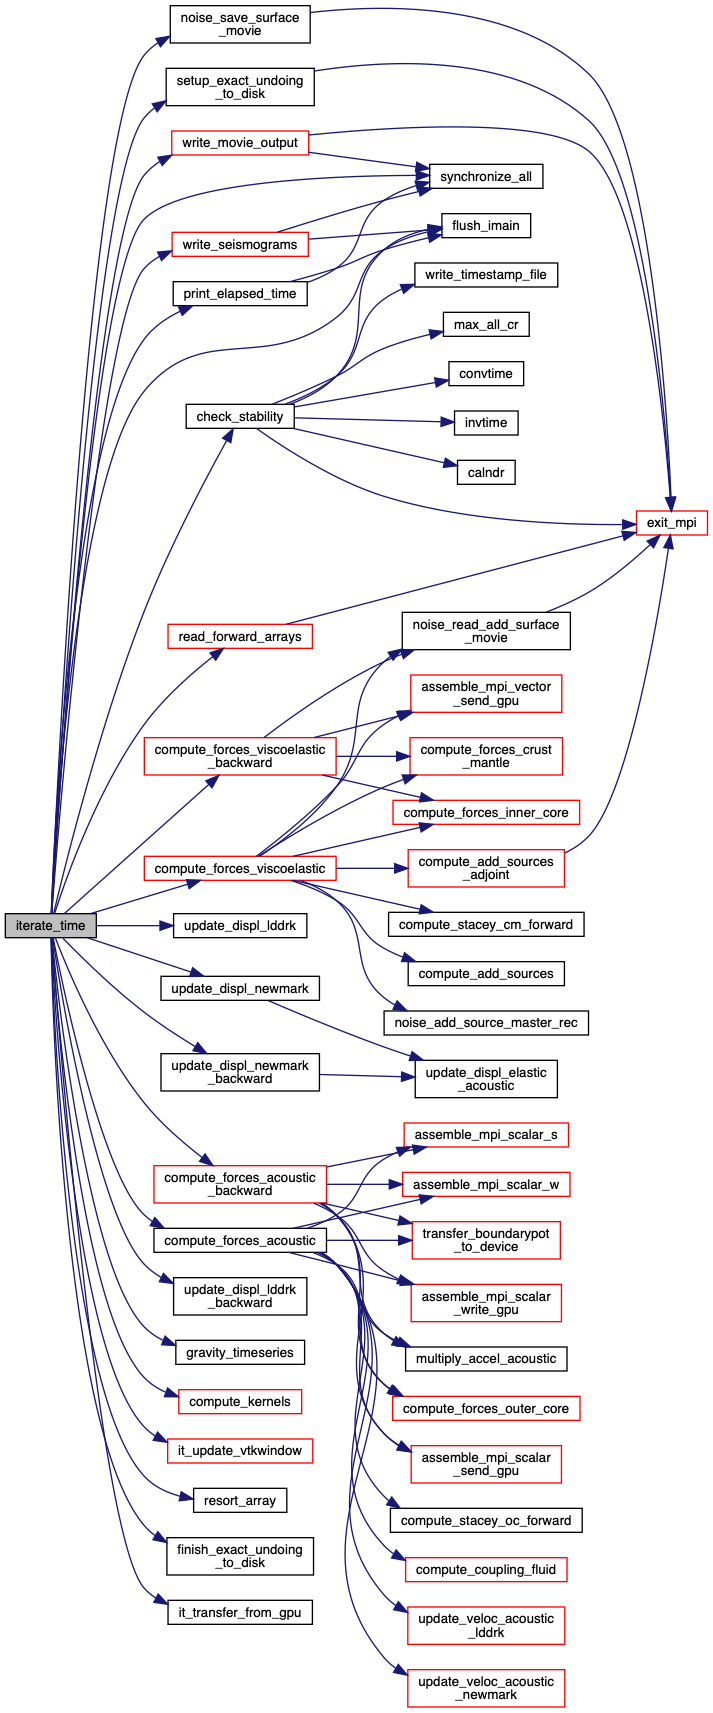 noise_save_surface
_movie
setup_exact_undoing
_to_disk
write_movie_output
synchronize_all
flush_imain
write_seismograms
write_timestamp_file
print_elapsed_time
max_all_cr
convtime
check_stability
invtime
calndr
exit_mpi
noise_read_add_surface
_movie
read_forward_arrays
assemble_mpi_vector
_send_gpu
compute_forces_viscoelastic
_backward
compute_forces_crust
_mantle
compute_forces_inner_core
compute_forces_viscoelastic
compute_add_sources
_adjoint
iterate_time
update_displ_lddrk
compute_stacey_cm_forward
compute_add_sources
update_displ_newmark
noise_add_source_master_rec
update_displ_newmark
_backward
update_displ_elastic
_acoustic
assemble_mpi_scalar_s
compute_forces_acoustic
_backward
assemble_mpi_scalar_w
compute_forces_acoustic
transfer_boundarypot
_to_device
update_displ_lddrk
_backward
assemble_mpi_scalar
_write_gpu
gravity_timeseries
multiply_accel_acoustic
compute_kernels
compute_forces_outer_core
it_update_vtkwindow
assemble_mpi_scalar
_send_gpu
resort_array
compute_stacey_oc_forward
finish_exact_undoing
_to_disk
compute_coupling_fluid
it_transfer_from_gpu
update_veloc_acoustic
_lddrk
update_veloc_acoustic
_newmark